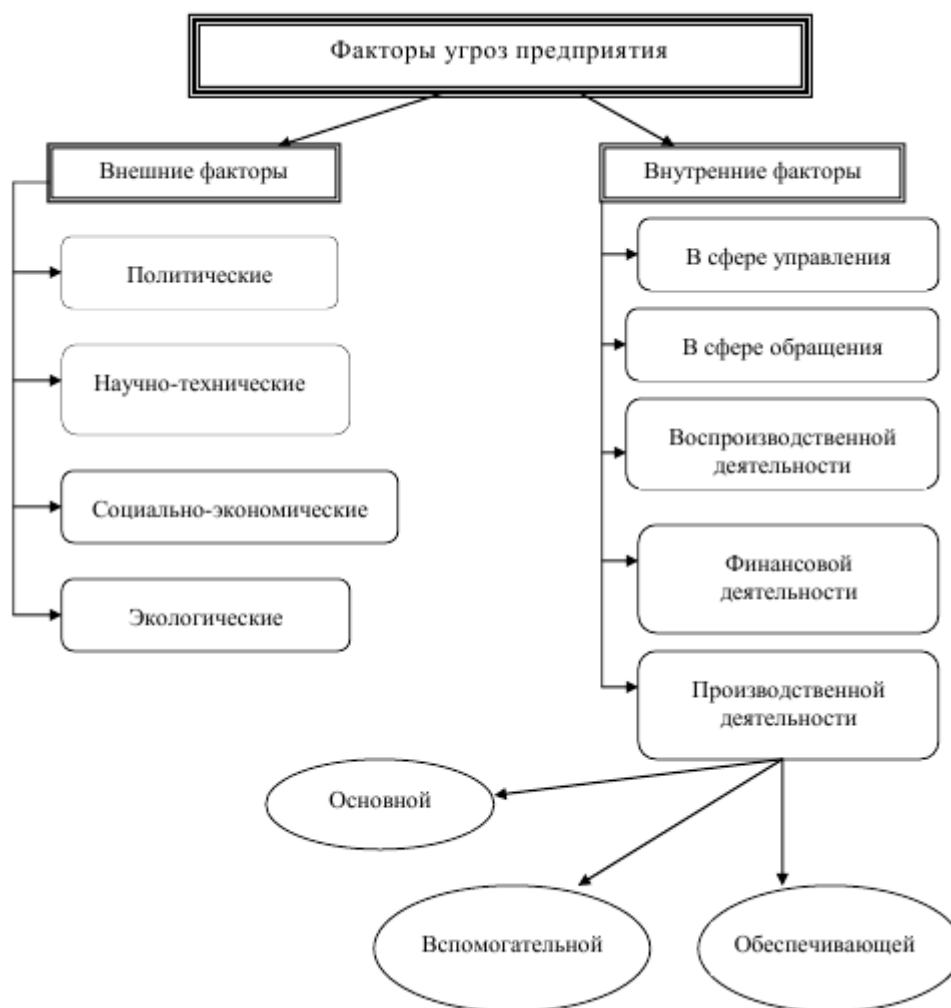 Факторы угроз предприятия
Внешние факторы
Политические
Научно-технические
Социально-экономические
Экологические
Внутренние факторы
В сфере управления
В сфере обращения
Воспроизводственной
деятельности
Финансовой
деятельности
Производственной
деятельности
Основной
Вспомогательной
Обеспечивающей